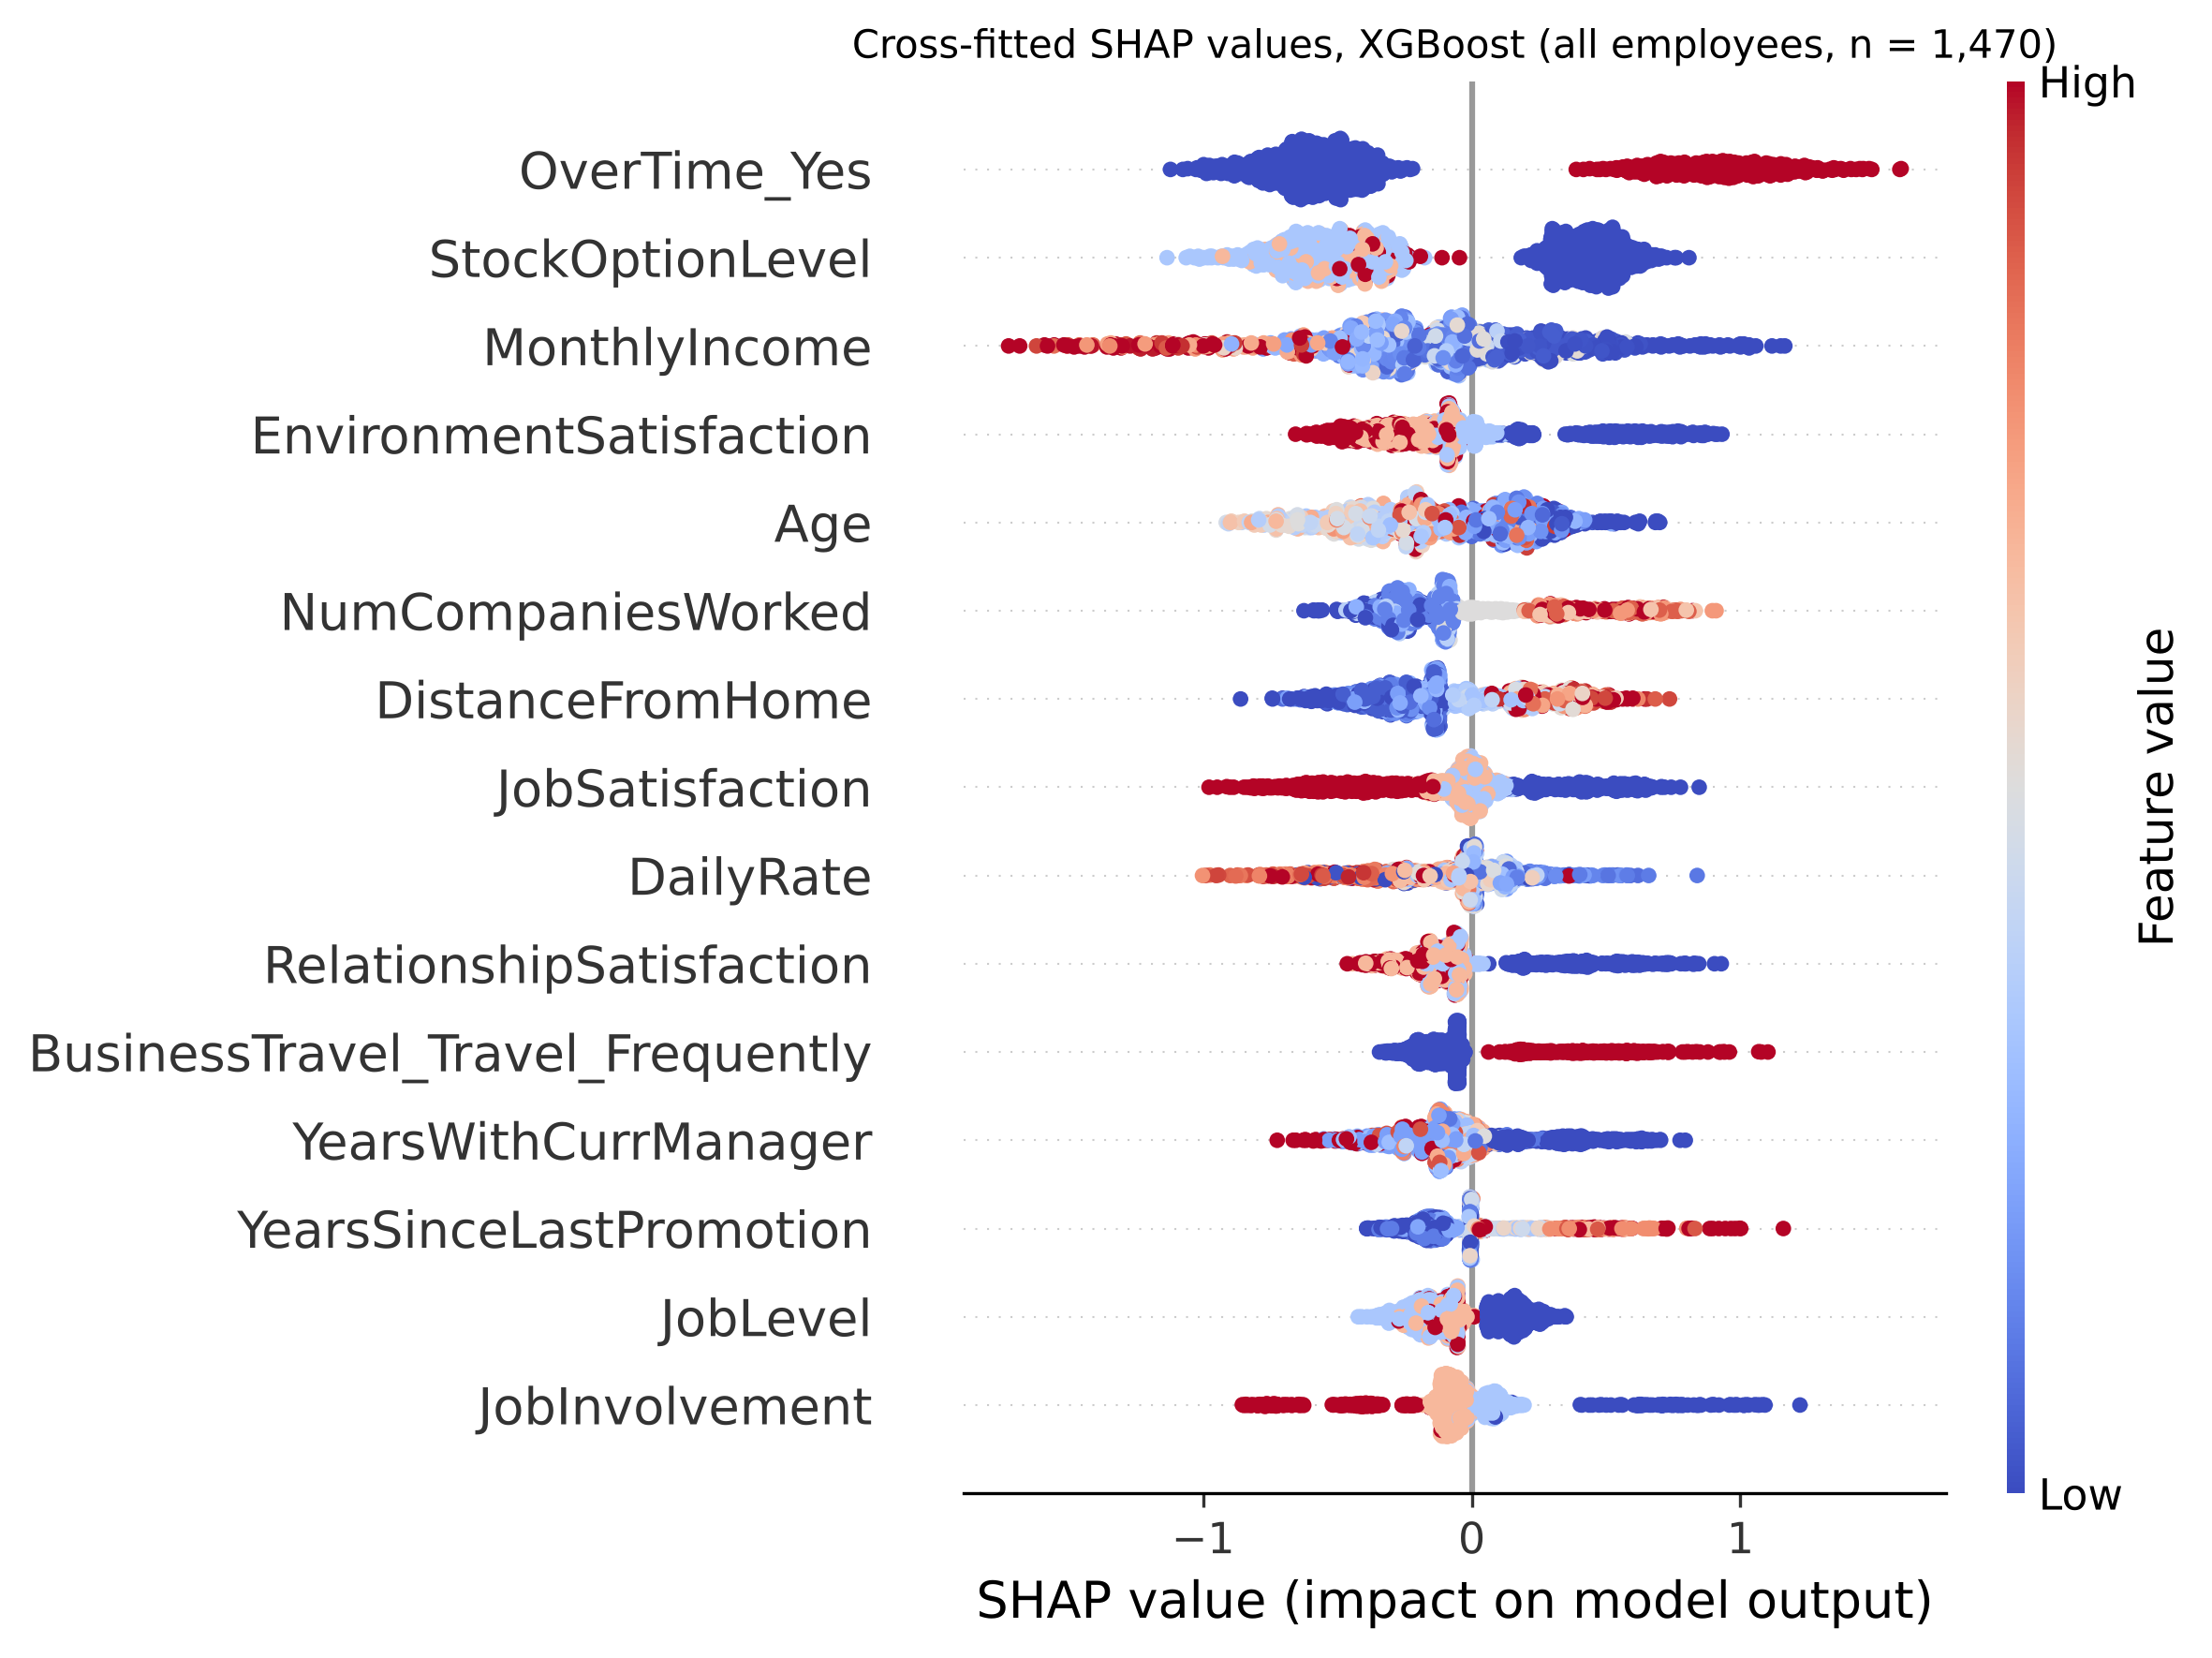 Cross-fitted SHAP values, XGBoost (all employees, n = 1,470)
High
OverTime_Yes
StockOptionLevel
MonthlyIncome
EnvironmentSatisfaction
Age
NumCompaniesWorked
DistanceFromHome
JobSatisfaction
DailyRate
RelationshipSatisfaction
BusinessTravel_Travel_Frequently
YearsWithCurrManager
YearsSinceLastPromotion
JobLevel
JobInvolvement
Feature value
Low
−1 0 1
SHAP value (impact on model output)